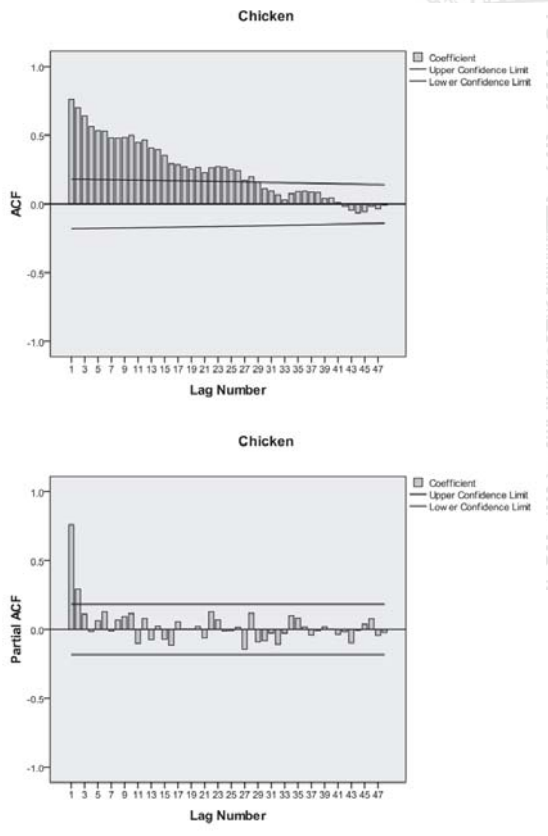 Chicken
Coefficient
Upper Confidence Limit
Lower Confidence Limit
1.0
0.5
0.0
-0.5
-1.0
ACF
1 3 5 7 9 11 13 15 17 19 21 23 25 27 29 31 33 35 37 39 41 43 45 47
Lag Number
Chicken
Coefficient
Upper Confidence Limit
Lower Confidence Limit
1.0
0.5
0.0
-0.5
-1.0
Partial ACF
1 3 5 7 9 11 13 15 17 19 21 23 25 27 29 31 33 35 37 39 41 43 45 47
Lag Number